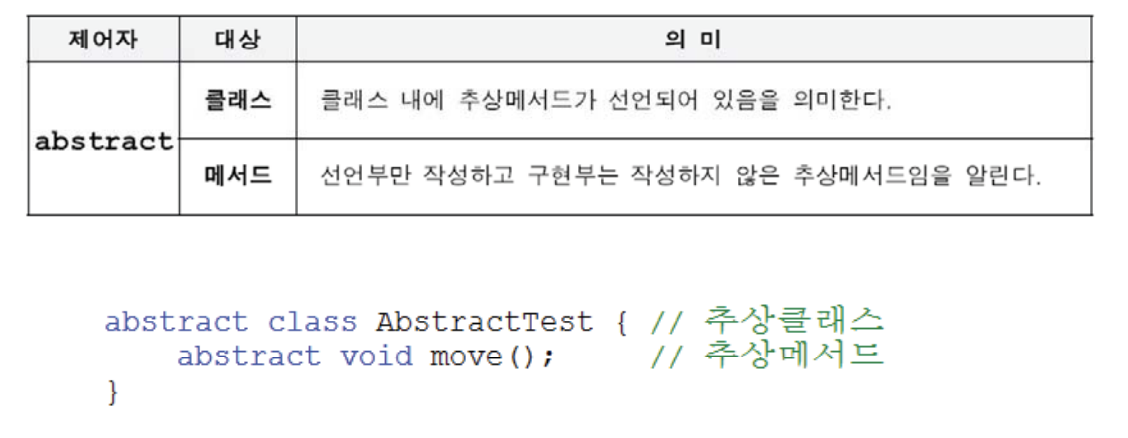 제어자 대상 의 미
클래스 클래스 내에 추상메서드가 선언되어 있음을 의미한다.
abstract
메서드 선언부만 작성하고 구현부는 작성하지 않은 추상메서드임을 알린다.
abstract class AbstractTest { // 추상클래스
abstract void move(); // 추상메서드
}